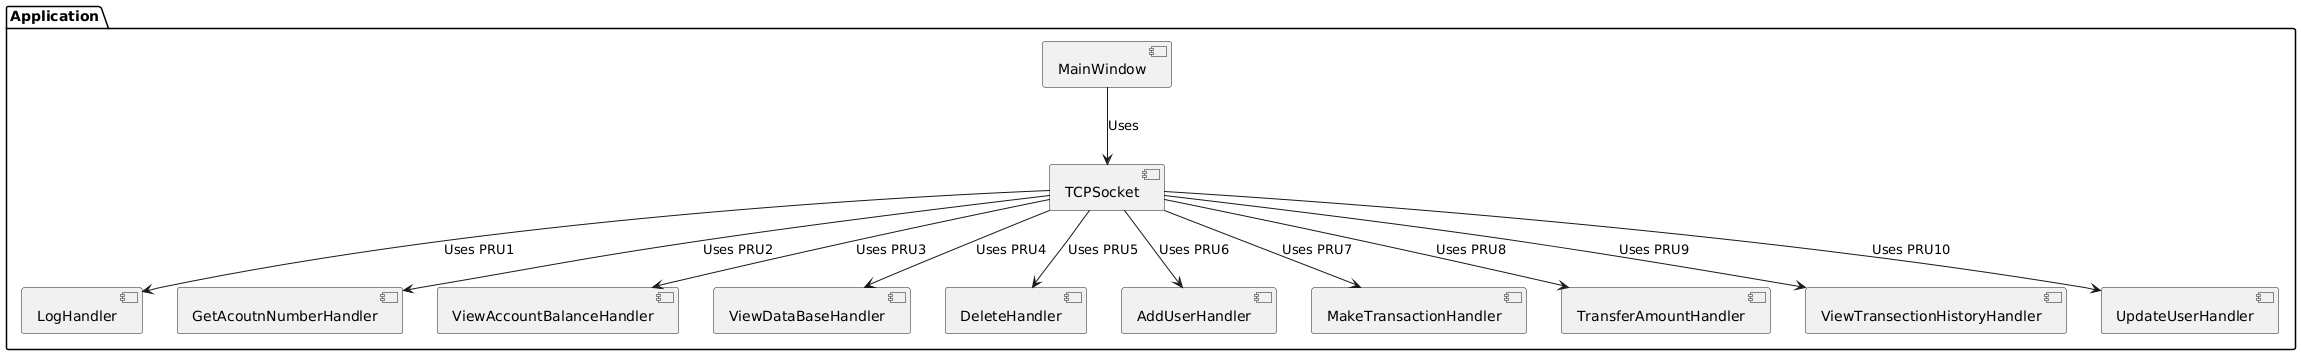 Application
MainWindow
Uses
TCPSocket
Uses PRU1
Uses PRU2
Uses PRU3
Uses PRU4
Uses PRU5
Uses PRU6
Uses PRU7
Uses PRU8
Uses PRU9
Uses PRU10
LogHandler
GetAcoutnNumberHandler
ViewAccountBalanceHandler
ViewDataBaseHandler
DeleteHandler
AddUserHandler
MakeTransactionHandler
TransferAmountHandler
ViewTransectionHistoryHandler
UpdateUserHandler